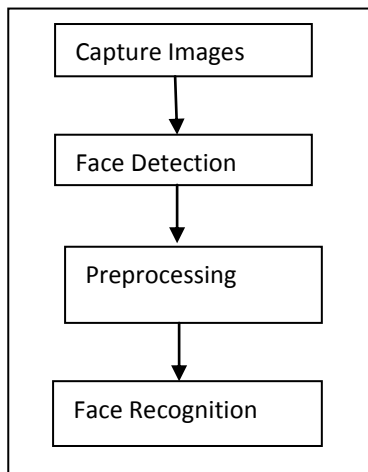 Capture Images
Face Detection
Preprocessing
Face Recognition